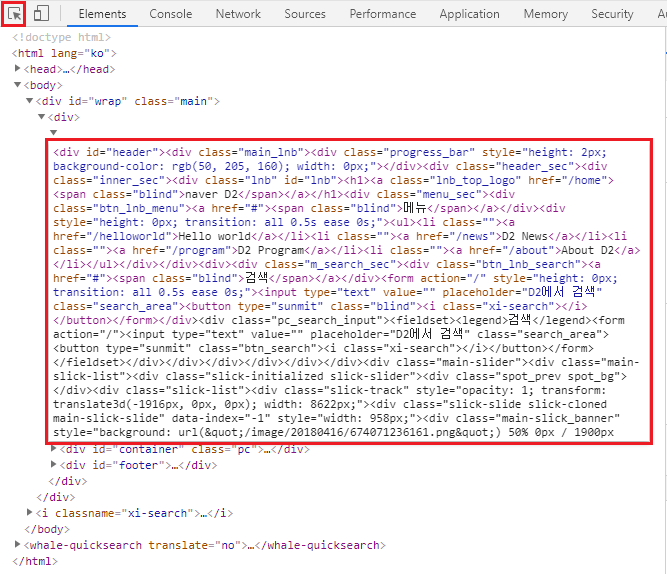 Elements Console Network Sources Performance Application Memory Security
<!doctype html>
<html lang="ko">
<head>…</head>
<body>
<div id="wrap" class="main">
<div>
<div id="header"><div class="main_lnb"><div class="progress_bar" style="height: 2px;
background-color: rgb(50, 205, 160); width: 0px;"></div><div class="header_sec"><div
class="inner_sec"><div class="lnb" id="lnb"><h1><a class="lnb_top_logo" href="/home">
<span class="blind">naver D2</span></a></h1><div class="menu_sec"><div
class="btn_lnb_menu"><a href="#"><span class="blind">메뉴</span></a></div><div
style="height: 0px; transition: all 0.5s ease 0s;"><ul><li class=""><a
href="/helloworld">Hello world</a></li><li class=""><a href="/news">D2 News</a></li><li
class=""><a href="/program">D2 Program</a></li><li class=""><a href="/about">About D2</a>
</li></ul></div></div></div><div><div class="m_search_sec"><div class="btn_lnb_search"><a
href="#"><span class="blind">검색</span></a></div><form action="/" style="height: 0px;
transition: all 0.5s ease 0s;"><input type="text" value="" placeholder="D2에서 검색"
class="search_area"><button type="sunmit" class="blind"><i class="xi-search"></i>
</button></form></div><div class="pc_search_input"><fieldset><legend>검색</legend><form
action="/"><input type="text" value="" placeholder="D2에서 검색" class="search_area">
<button type="sunmit" class="btn_search"><i class="xi-search"></i></button></form>
</fieldset></div></div></div></div></div></div><div class="main-slider"><div class="main-
slick-list"><div class="slick-initialized slick-slider"><div class="spot_prev spot_bg">
</div><div class="slick-list"><div class="slick-track" style="opacity: 1; transform:
translate3d(-1916px, 0px, 0px); width: 8622px;"><div class="slick-slide slick-cloned
main-slick-slide" data-index="-1" style="width: 958px;"><div class="main-slick_banner"
style="background: url(&quot;/image/20180416/674071236161.png&quot;) 50% 0px / 1900px
<div id="container" class="pc">…</div>
<div id="footer">…</div>
</div>
</div>
<i classname="xi-search">…</i>
</body>
<whale-quicksearch translate="no">…</whale-quicksearch>
</html>